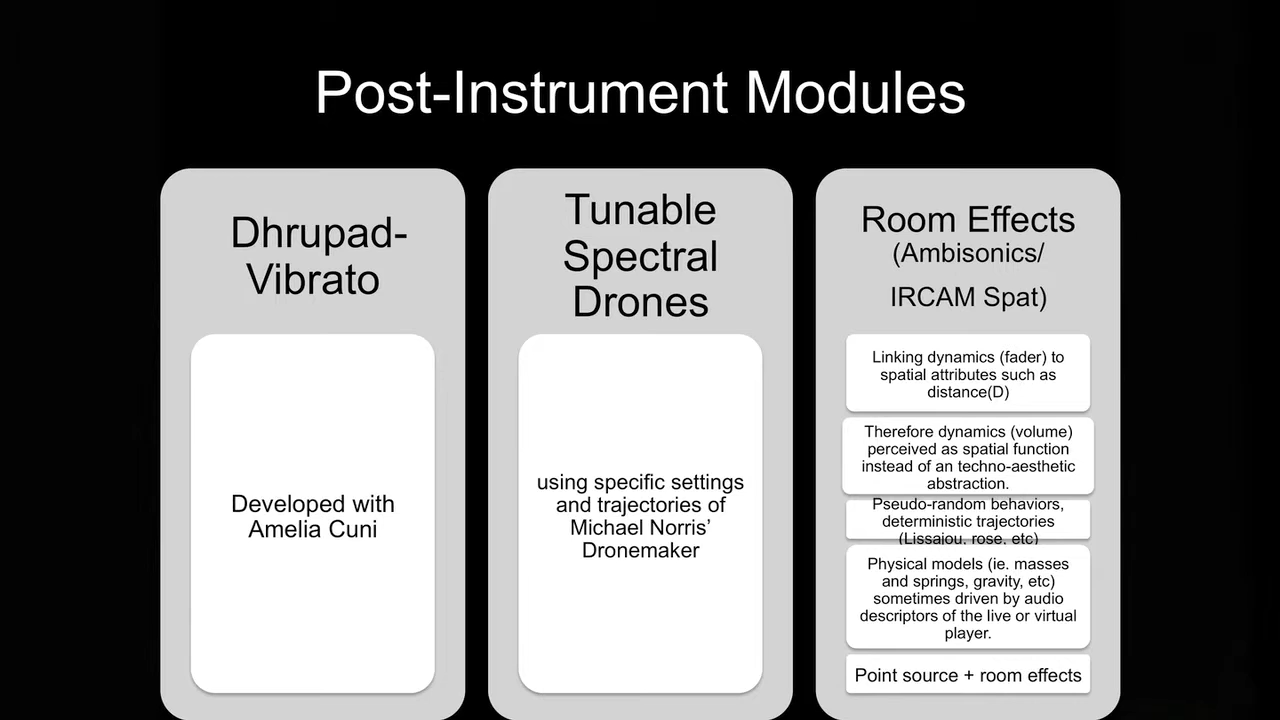 Post-Instrument Modules
Dhrupad-
Vibrato
Developed with
Amelia Cuni
Tunable
Spectral
Drones
using specific settings
and trajectories of
Michael Norris’
Dronemaker
Room Effects
(Ambisonics/
IRCAM Spat)
Linking dynamics (fader) to
spatial attributes such as
distance(D)
Therefore dynamics (volume)
perceived as spatial function
instead of an techno-aesthetic
abstraction.
Pseudo-random behaviors,
deterministic trajectories
(Lissajou, rose, etc)
Physical models (ie. masses
and springs, gravity, etc)
sometimes driven by audio
descriptors of the live or virtual
player.
Point source + room effects